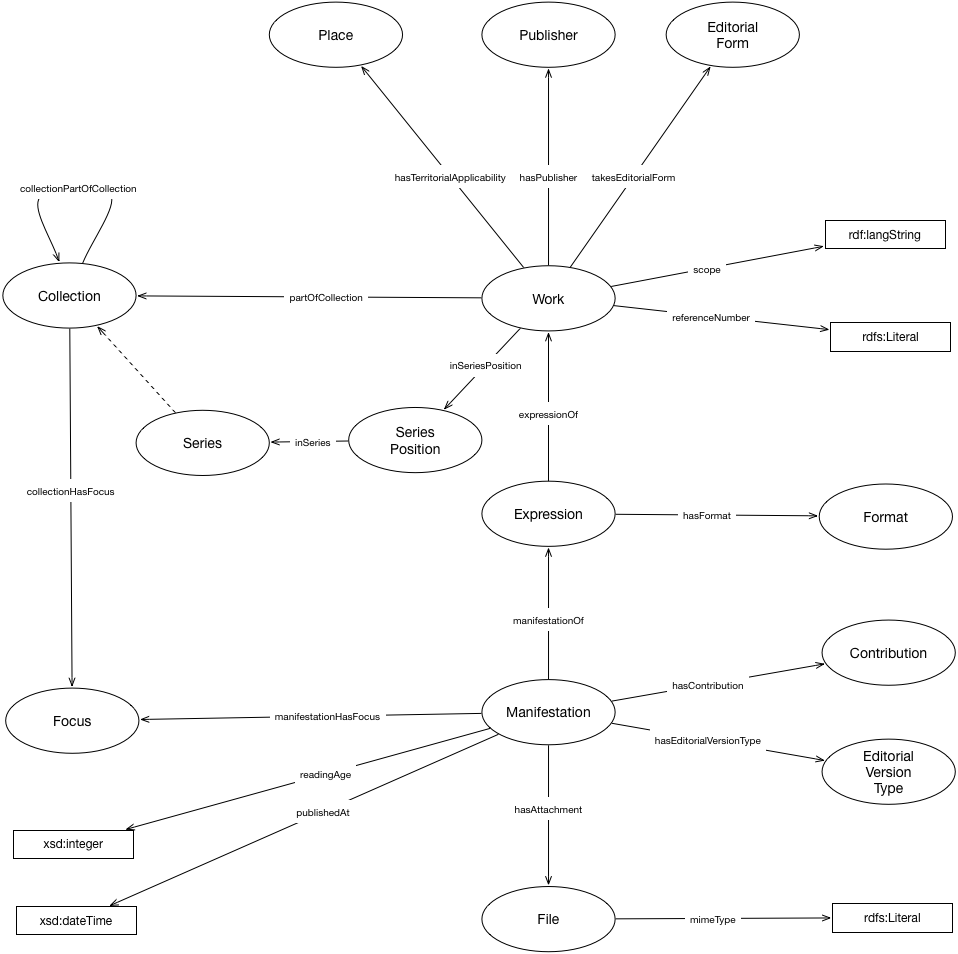 Place
Publisher
Editorial
Form
hasTerritorialApplicability
hasPublisher
takesEditorialForm
collectionPartOfCollection
rdf:langString
scope
Collection
partOfCollection
Work
referenceNumber
rdfs:Literal
inSeriesPosition
expressionOf
Series
inSeries
Series
Position
collectionHasFocus
Expression
hasFormat
Format
manifestationOf
Contribution
hasContribution
Focus
manifestationHasFocus
Manifestation
hasEditorialVersionType
Editorial
Version
Type
readingAge
publishedAt
hasAttachment
xsd:integer
xsd:dateTime
File
mimeType
rdfs:Literal